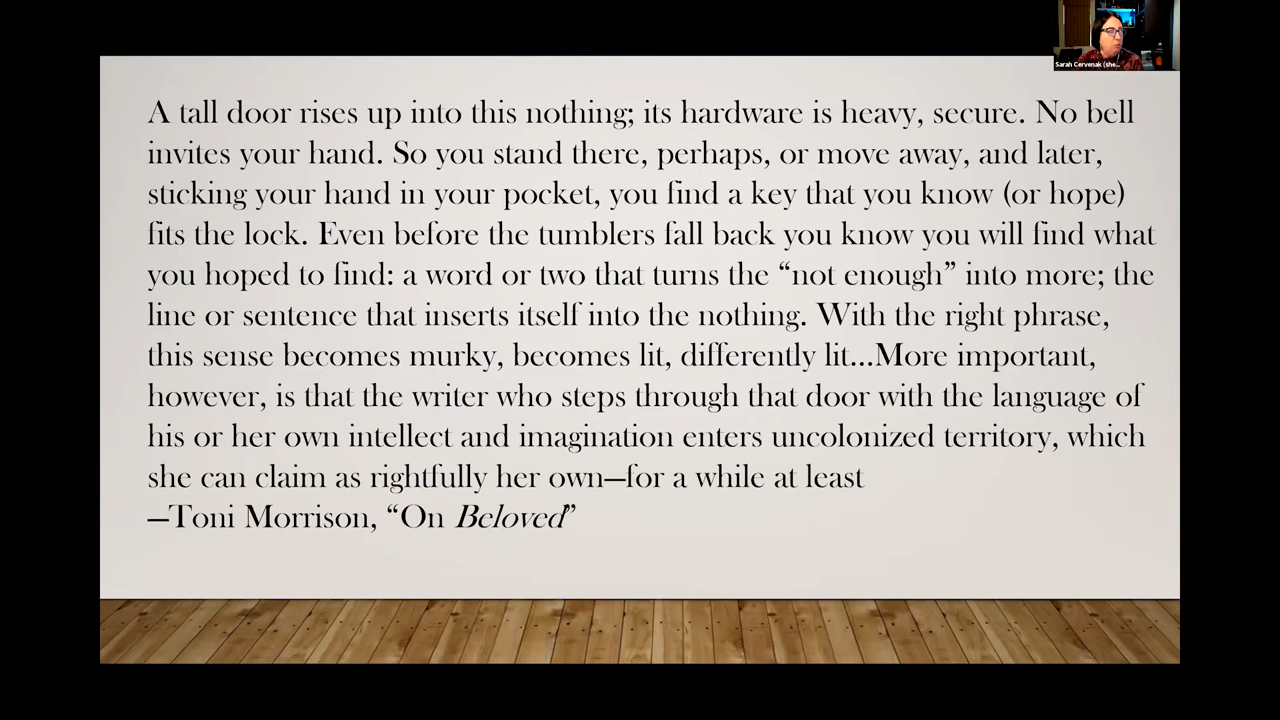 Sarah Cervenak (she...
A tall door rises up into this nothing; its hardware is heavy, secure. No bell
invites your hand. So you stand there, perhaps, or move away, and later,
sticking your hand in your pocket, you find a key that you know (or hope)
fits the lock. Even before the tumblers fall back you know you will find what
you hoped to find: a word or two that turns the “not enough” into more; the
line or sentence that inserts itself into the nothing. With the right phrase,
this sense becomes murky, becomes lit, differently lit...More important,
however, is that the writer who steps through that door with the language of
his or her own intellect and imagination enters uncolonized territory, which
she can claim as rightfully her own—for a while at least
—Toni Morrison, “On Beloved”